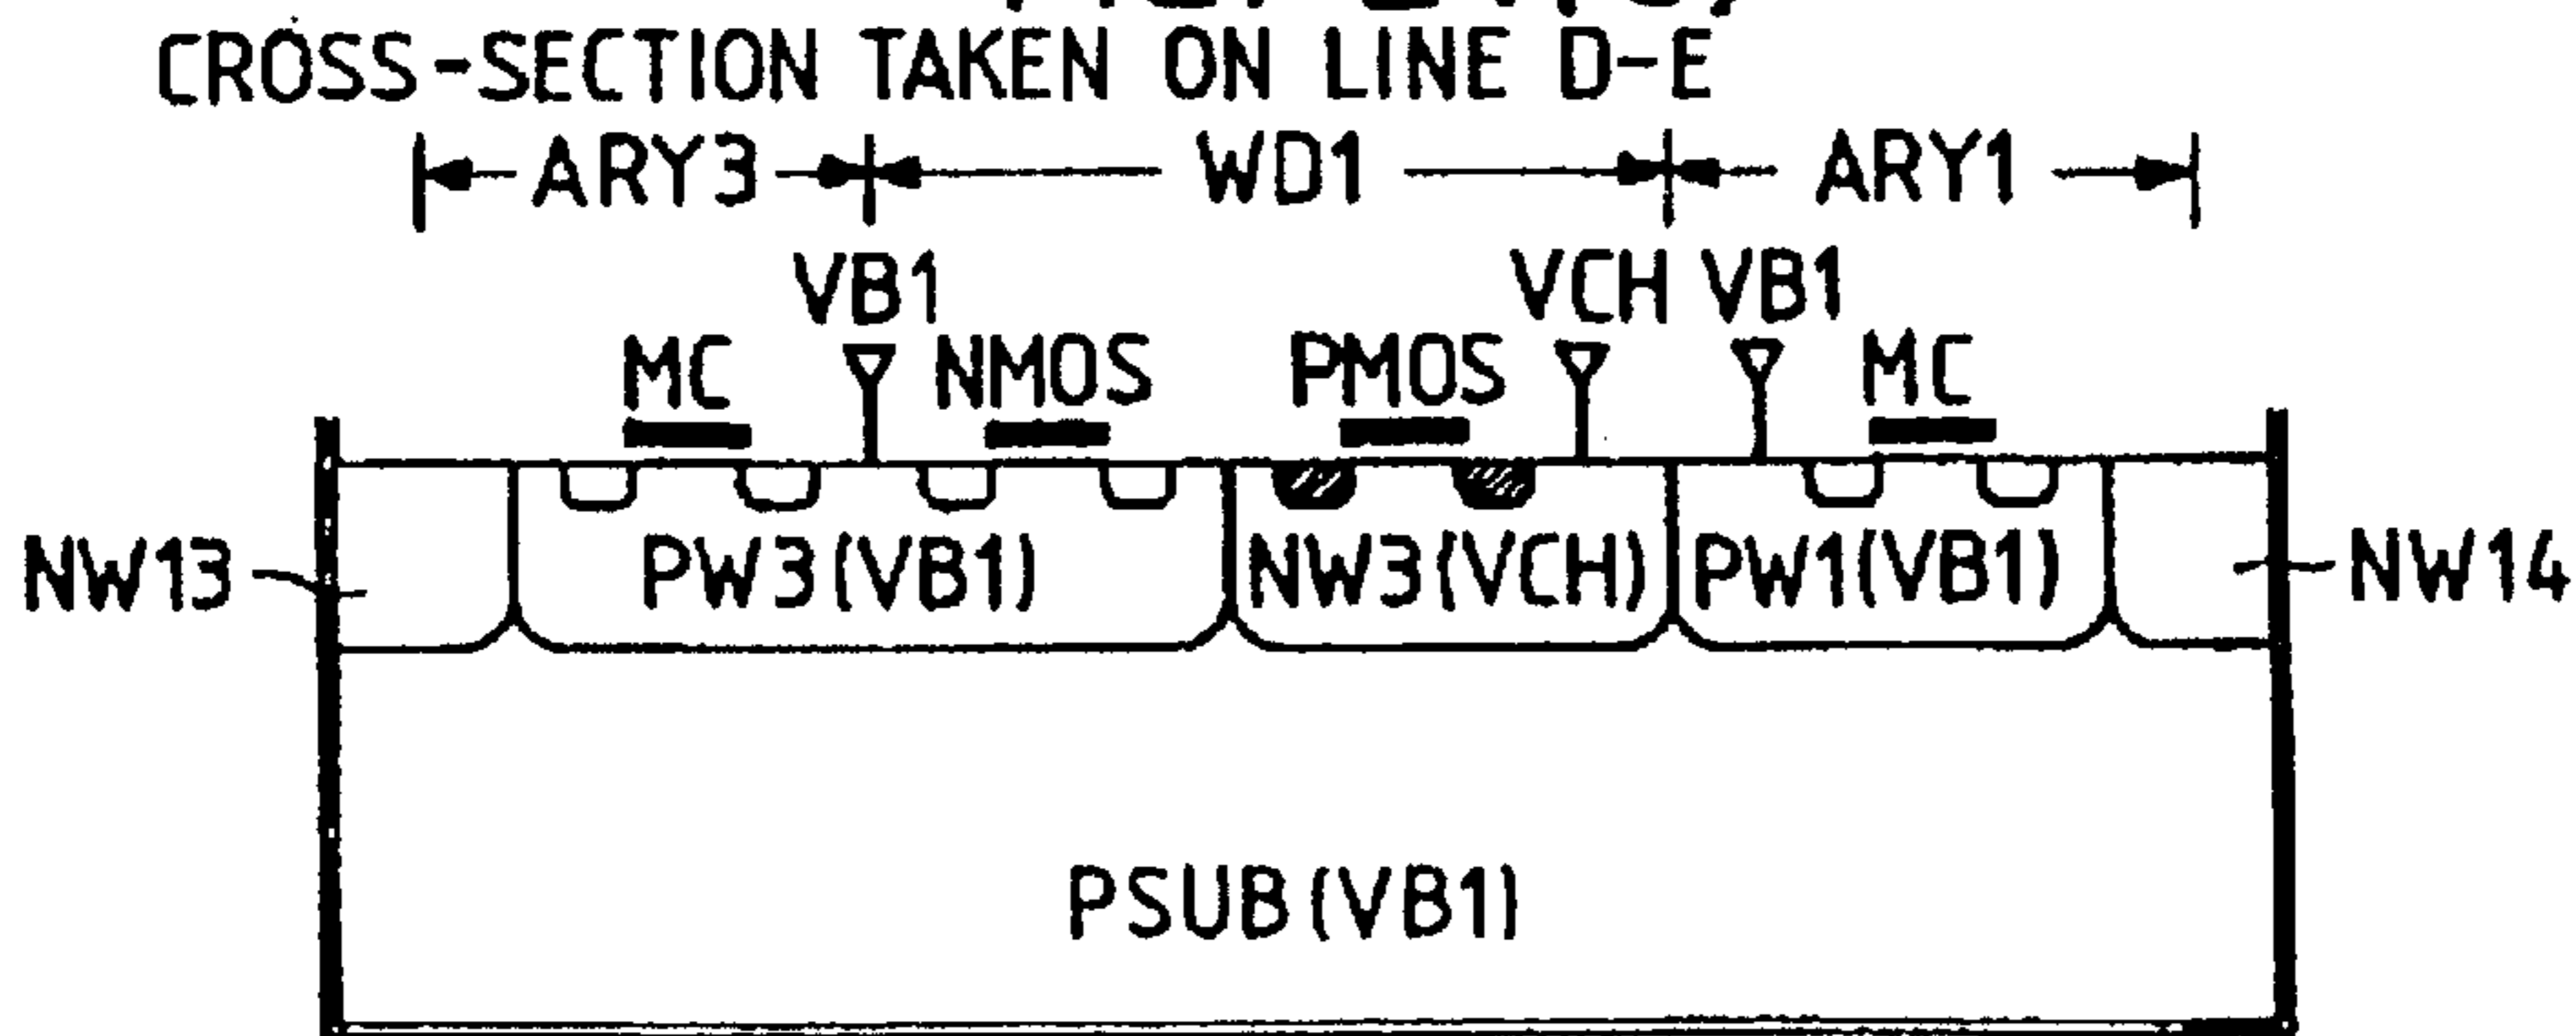 CROSS-SECTION TAKEN ON LINE D-E
ARY3 WD1 ARY1
VB1 VCH VB1
MC NMOS PMOS MC
NW13 PW3(VB1) NW3(VCH) PW1(VB1) NW14
PSUB(VB1)